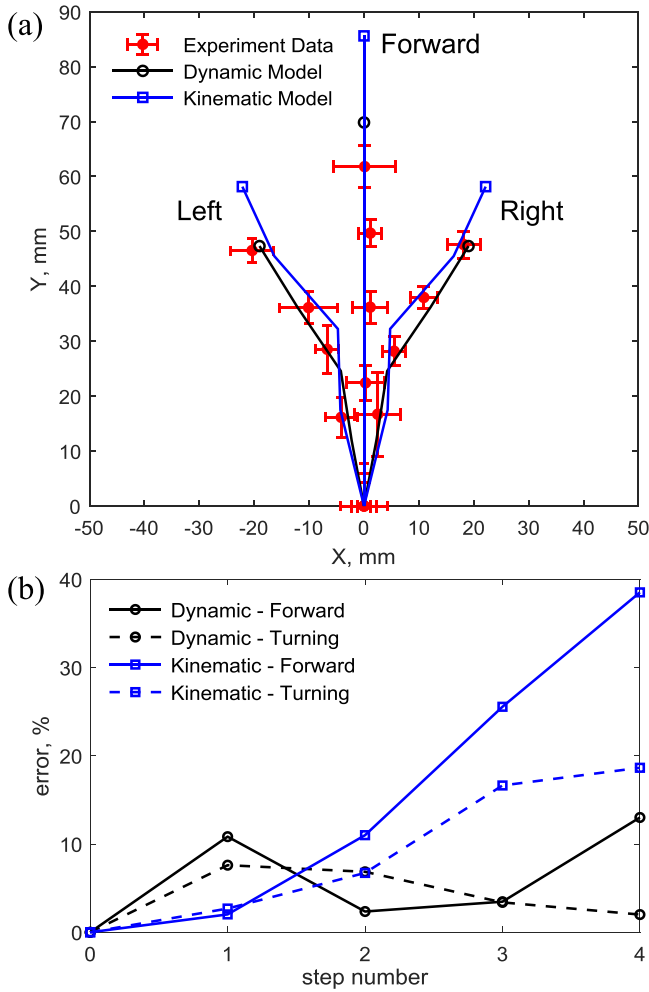 (a)
Experiment Data
Dynamic Model
Kinematic Model
Forward
Left
Right
Y, mm
90
80
70
60
50
40
30
20
10
0
-50 -40 -30 -20 -10 0 10 20 30 40 50
X, mm
(b)
Dynamic - Forward
Dynamic - Turning
Kinematic - Forward
Kinematic - Turning
error, %
40
30
20
10
0
0 1 2 3 4
step number